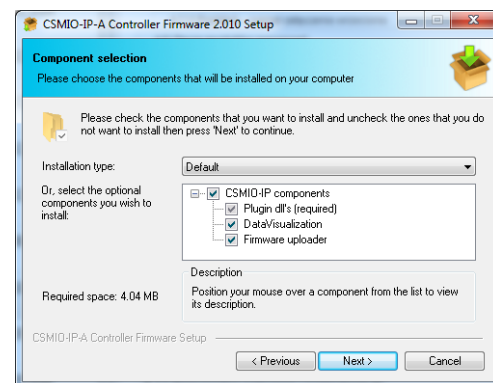 CSMIO-IP-A Controller Firmware 2.010 Setup
Component selection
Please choose the components that will be installed on your computer
Please check the components that you want to install and uncheck the ones that you do
not want to install then press 'Next' to continue.
Installation type:
Default
Or, select the optional
components you wish to
install:
CSMIO-IP components
Plugin dll's (required)
DataVisualization
Firmware uploader
Description
Required space: 4.04 MB
Position your mouse over a component from the list to view
its description.
CSMIO-IP-A Controller Firmware Setup
< Previous
Next >
Cancel